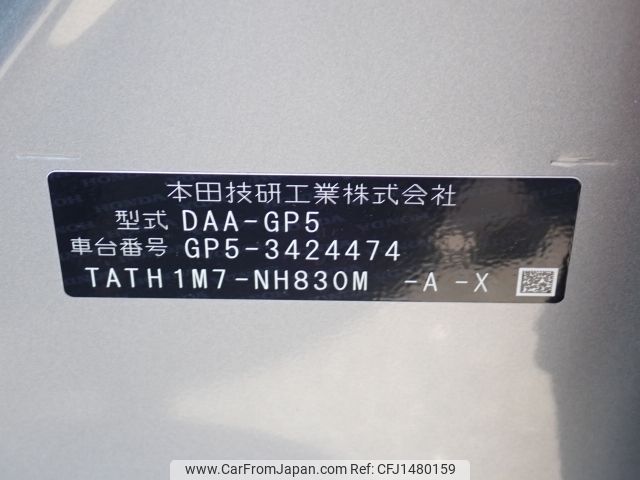 本田技研工業株式会社
型式 DAA-GP5
車台番号 GP5-3424474
TATH1M7-NH830M -A -X
www.CarFromJapan.com | Ref No. CFJ1480159